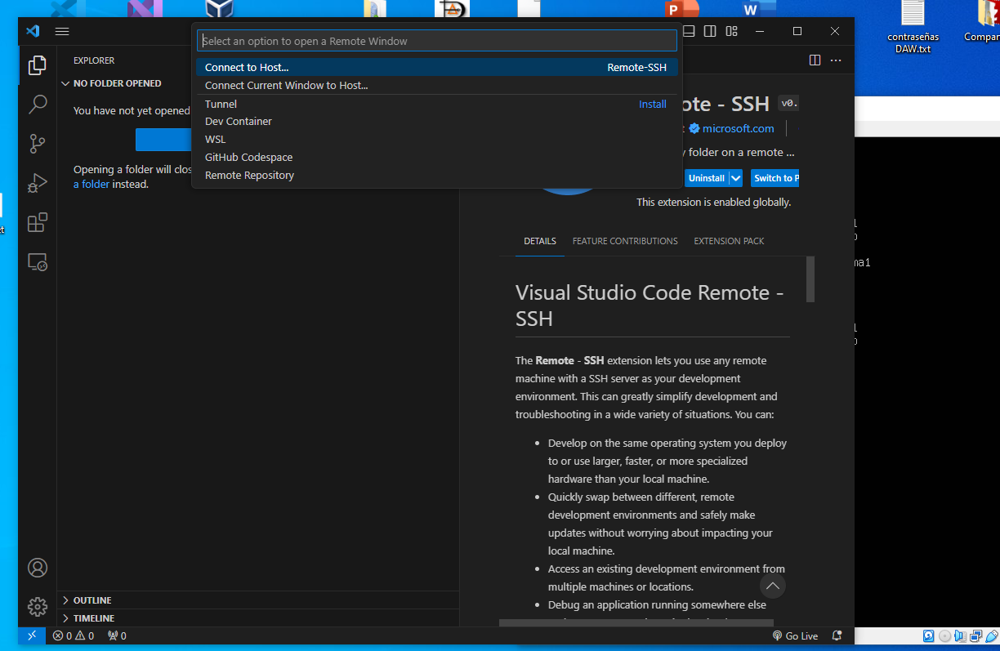 contraseñas
DAW.txt
Compar
Select an option to open a Remote Window
Connect to Host...
Remote-SSH
Connect Current Window to Host...
Tunnel
Install
Dev Container
WSL
GitHub Codespace
Remote Repository
EXPLORER
NO FOLDER OPENED
You have not yet opened
Opening a folder will clos
a folder instead.
OUTLINE
TIMELINE
ote - SSH
v0.
microsoft.com
folder on a remote ...
Uninstall
Switch to P
This extension is enabled globally.
DETAILS
FEATURE CONTRIBUTIONS
EXTENSION PACK
Visual Studio Code Remote -
SSH
The Remote - SSH extension lets you use any remote
machine with a SSH server as your development
environment. This can greatly simplify development and
troubleshooting in a wide variety of situations. You can:
Develop on the same operating system you deploy
to or use larger, faster, or more specialized
hardware than your local machine.
Quickly swap between different, remote
development environments and safely make
updates without worrying about impacting your
local machine.
Access an existing development environment from
multiple machines or locations.
Debug an application running somewhere else
0 0
0
Go Live
ma1
P
W